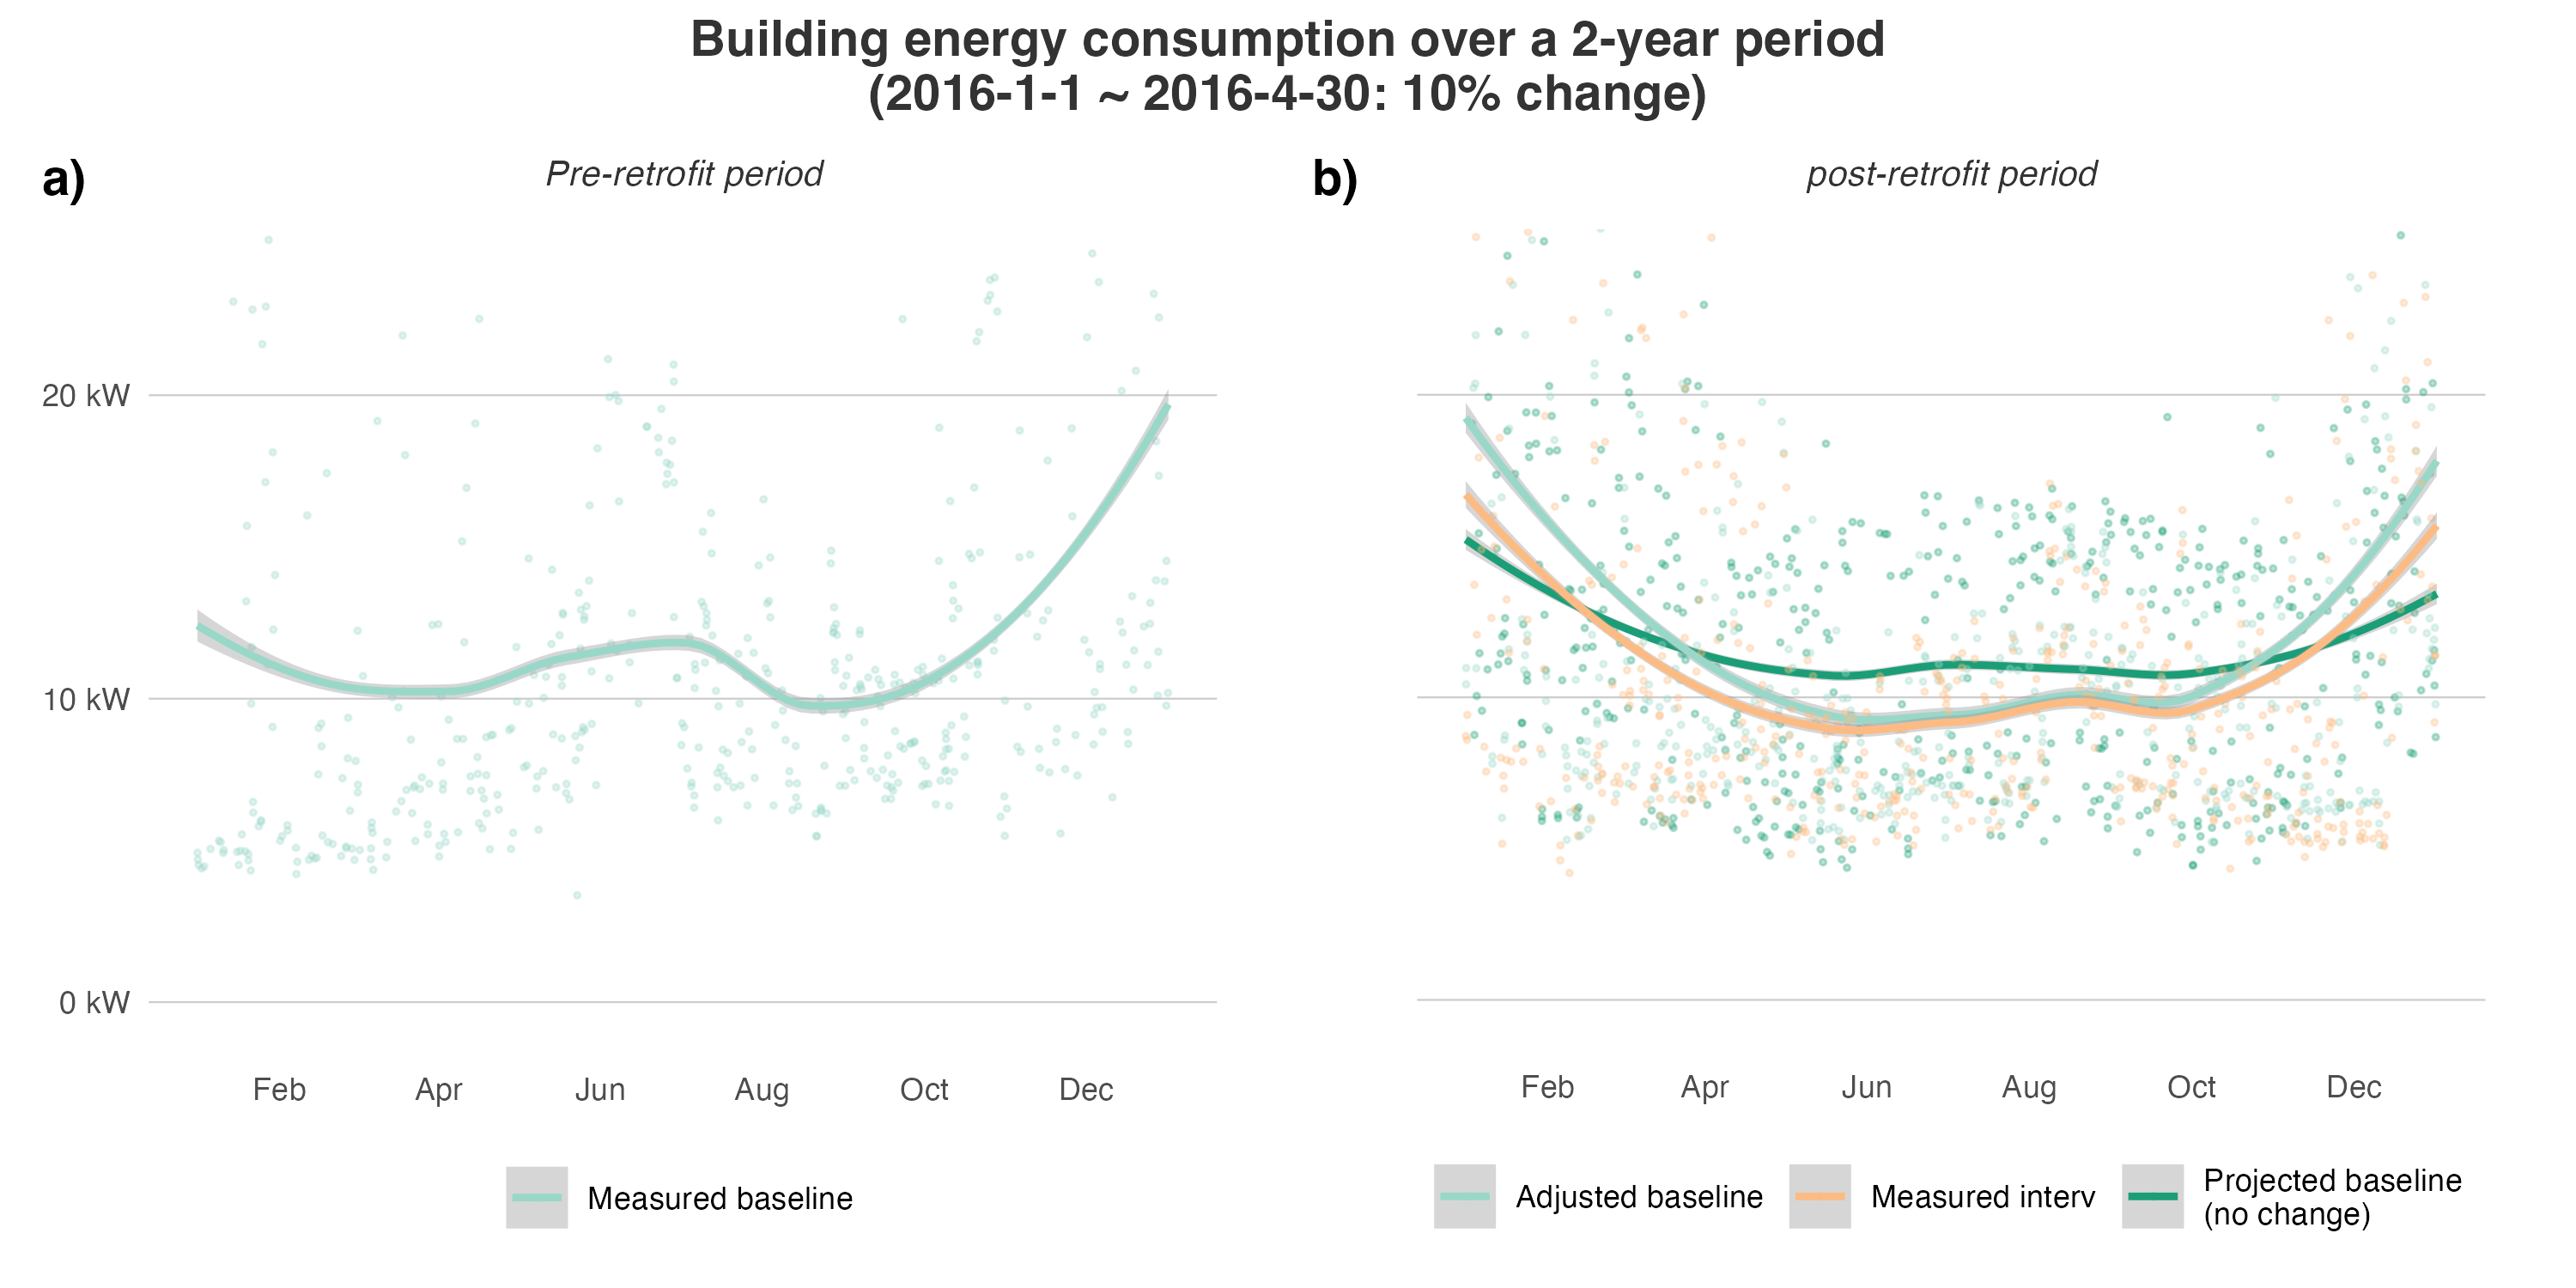 Building energy consumption over a 2-year period
(2016-1-1 ~ 2016-4-30: 10% change)
a)
Pre-retrofit period
20 kW
10 kW
0 kW
Feb Apr Jun Aug Oct Dec
Measured baseline
b)
post-retrofit period
Feb Apr Jun Aug Oct Dec
Adjusted baseline
Measured interv
Projected baseline
(no change)